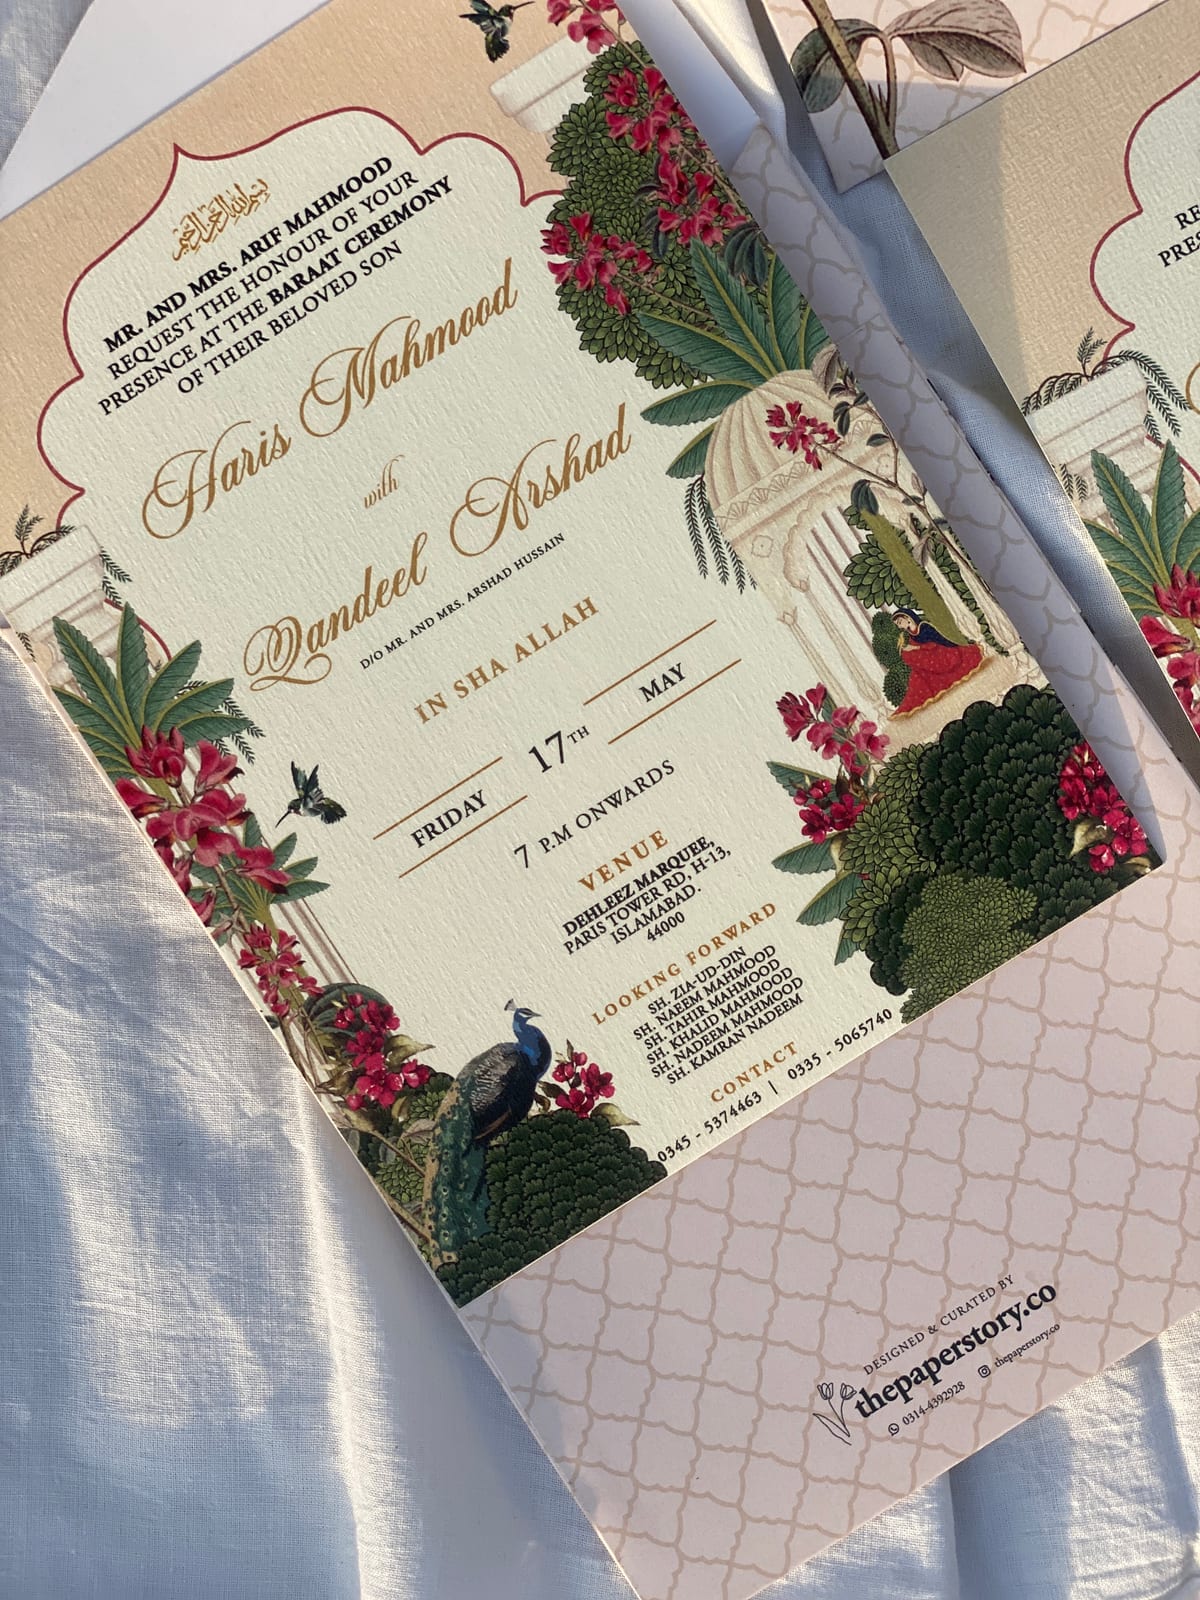 بسم الله الرحمن الرحيم
MR. AND MRS. ARIF MAHMOOD
REQUEST THE HONOUR OF YOUR
PRESENCE AT THE BARAAT CEREMONY
OF THEIR BELOVED SON
Haris Mahmood
with
Qandeel Arshad
D/O MR. AND MRS. ARSHAD HUSSAIN
IN SHA ALLAH
FRIDAY 17TH MAY
7 P.M ONWARDS
VENUE
DEHLEEZ MARQUEE,
PARIS TOWER RD, H-13,
ISLAMABAD.
44000
LOOKING FORWARD
SH. ZIA-UD-DIN
SH. NAEEM MAHMOOD
SH. TAHIR MAHMOOD
SH. KHALID MAHMOOD
SH. NADEEM MAHMOOD
SH. KAMRAN NADEEM
CONTACT
0345 - 5374463 | 0335 - 5065740
DESIGNED & CURATED BY
thepaperstory.co
0314-4392928 thepaperstory.co
RE
PRES